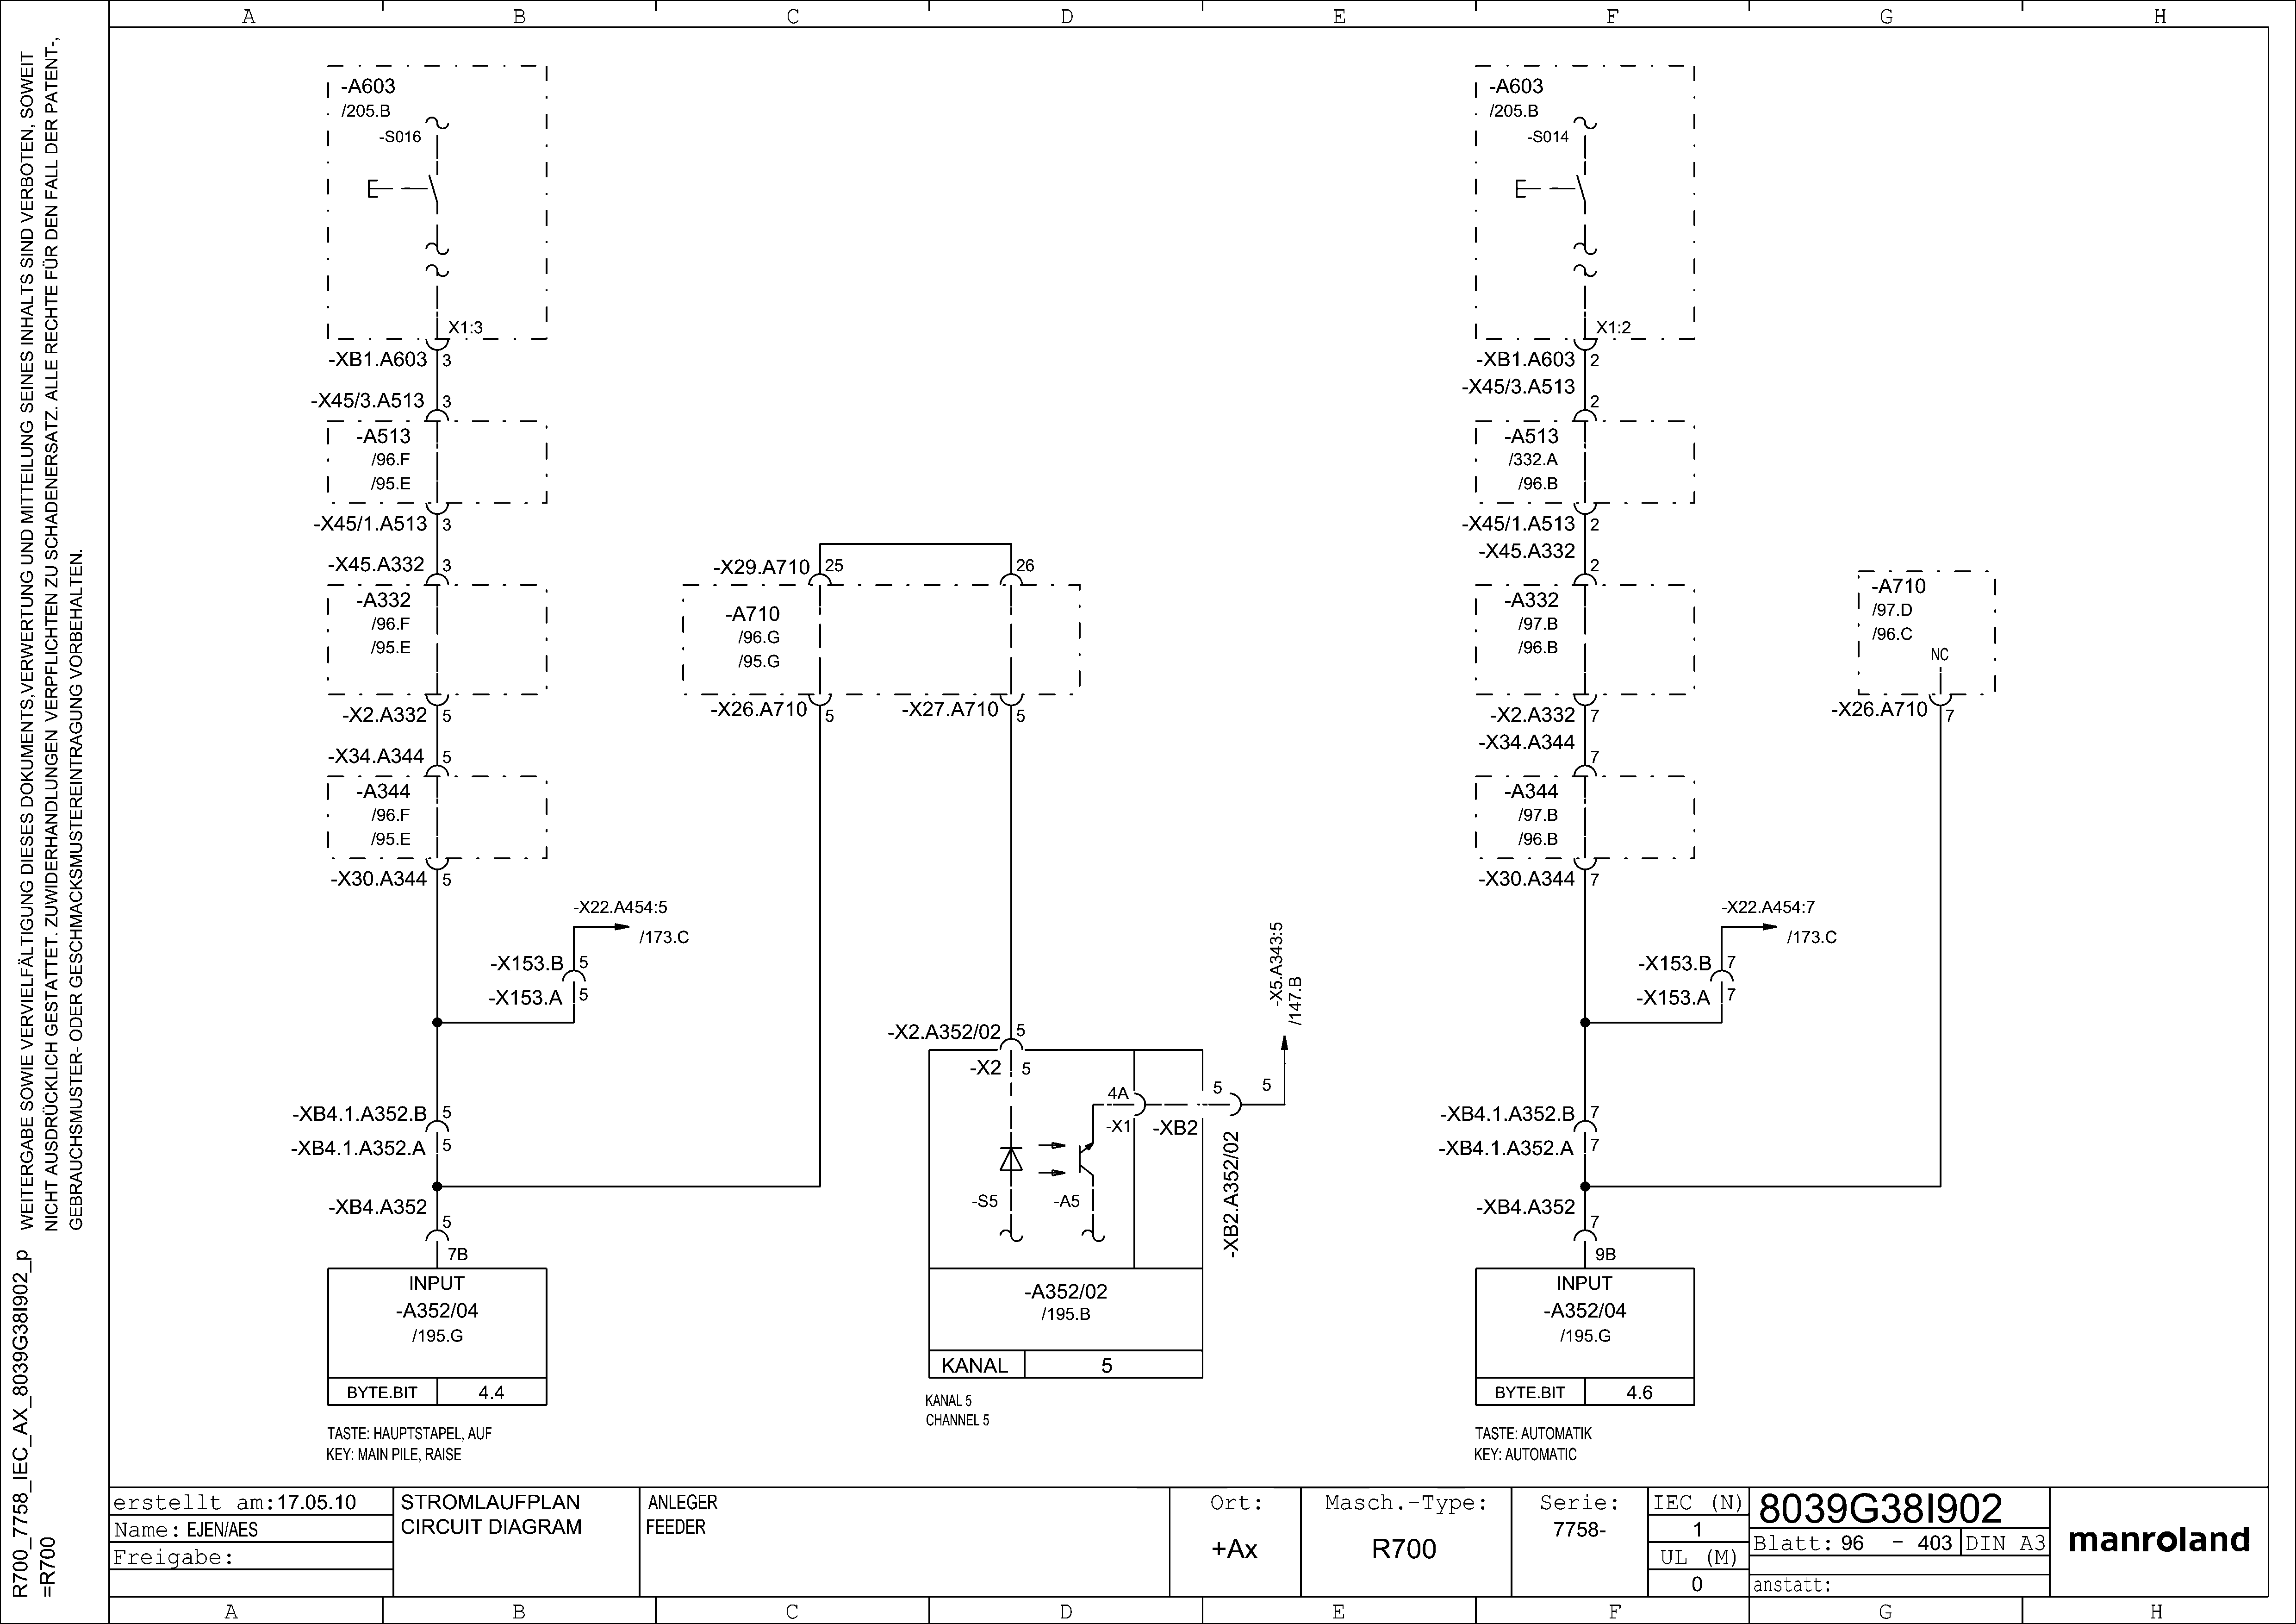 A B C D E F G H
WEITERGABE SOWIE VERVIELFÄLTIGUNG DIESES DOKUMENTS,VERWERTUNG UND MITTEILUNG SEINES INHALTS SIND VERBOTEN, SOWEIT
NICHT AUSDRÜCKLICH GESTATTET. ZUWIDERHANDLUNGEN VERPFLICHTEN ZU SCHADENERSATZ. ALLE RECHTE FÜR DEN FALL DER PATENT-,
GEBRAUCHSMUSTER- ODER GESCHMACKSMUSTEREINTRAGUNG VORBEHALTEN.
R700_7758_IEC_AX_8039G38I902_p
=R700
-A603
/205.B
-S016
X1:3
-XB1.A603 3
-X45/3.A513 3
-A513
/96.F
/95.E
-X45/1.A513 3
-X45.A332 3
-A332
/96.F
/95.E
-X2.A332 5
-X34.A344 5
-A344
/96.F
/95.E
-X30.A344 5
-X22.A454:5
/173.C
-X153.B 5
-X153.A 5
-XB4.1.A352.B 5
-XB4.1.A352.A 5
-XB4.A352
5
7B
INPUT
-A352/04
/195.G
BYTE.BIT 4.4
TASTE: HAUPTSTAPEL, AUF
KEY: MAIN PILE, RAISE
-X29.A710 25 26
-A710
/96.G
/95.G
-X26.A710 5
-X27.A710 5
-X2.A352/02 5
-X2 5
4A
-X1
-XB2
5 5
-X5.A343:5
/147.B
-XB2.A352/02
-S5 -A5
-A352/02
/195.B
KANAL 5
KANAL 5
CHANNEL 5
-A603
/205.B
-S014
X1:2
-XB1.A603 2
-X45/3.A513
2
-A513
/332.A
/96.B
-X45/1.A513 2
-X45.A332
2
-A332
/97.B
/96.B
-X2.A332 7
-X34.A344
7
-A344
/97.B
/96.B
-X30.A344 7
-X22.A454:7
/173.C
-X153.B 7
-X153.A 7
-XB4.1.A352.B 7
-XB4.1.A352.A 7
-XB4.A352
7
9B
INPUT
-A352/04
/195.G
BYTE.BIT 4.6
TASTE: AUTOMATIK
KEY: AUTOMATIC
-A710
/97.D
/96.C
NC
-X26.A710 7
erstellt am:17.05.10
Name: EJEN/AES
Freigabe:
STROMLAUFPLAN
CIRCUIT DIAGRAM
ANLEGER
FEEDER
Ort:
+Ax
Masch.-Type:
R700
Serie:
7758-
IEC (N)
1
UL (M)
0
8039G38I902
Blatt: 96 - 403 DIN A3
anstatt:
manroland
A B C D E F G H